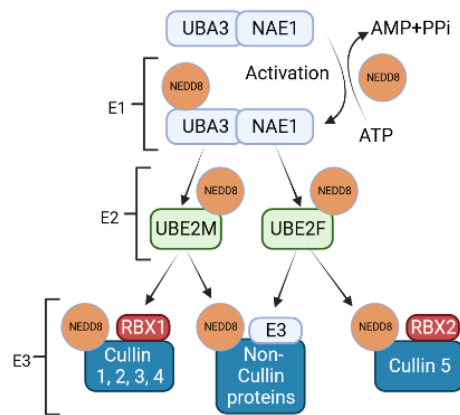 UBA3 NAE1
AMP+PPi
Activation
NEDD8
NEDD8
E1
UBA3 NAE1
ATP
E2
NEDD8
NEDD8
UBE2M
UBE2F
E3
NEDD8
RBX1
Cullin
1, 2, 3, 4
NEDD8
E3
Non-
Cullin
proteins
NEDD8
RBX2
Cullin 5